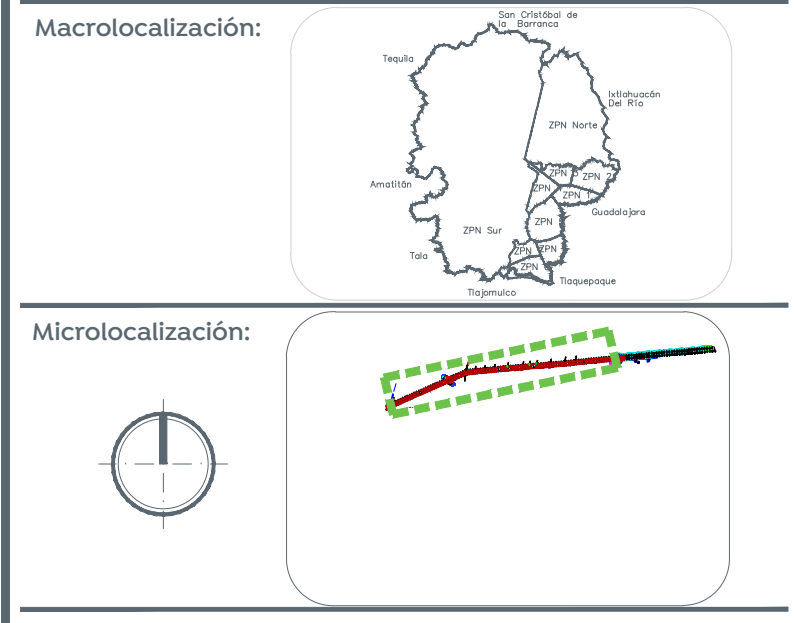 Macrolocalización:
San Cristóbal de
la Barranca
Tequila
Ixtlahuacán
Del Río
ZPN Norte
ZPN
ZPN 2
ZPN
ZPN 1
Amatitán
Guadalajara
ZPN
ZPN Sur
ZPN
ZPN
Tala
ZPN
Tlaquepaque
Tlajomulco
Microlocalización: